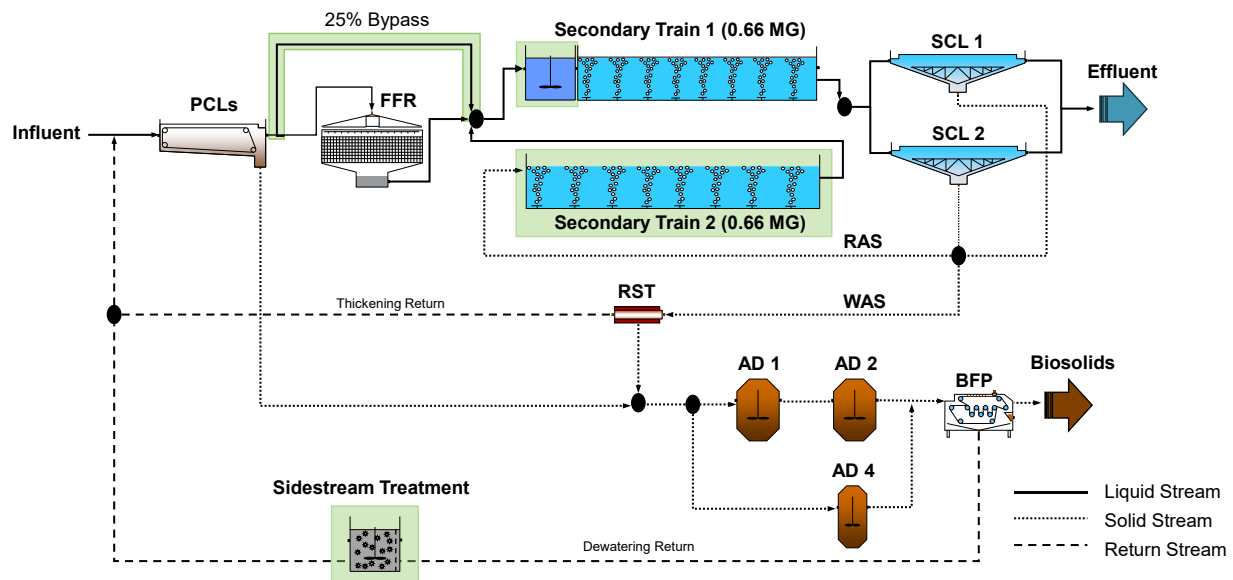 25% Bypass
Secondary Train 1 (0.66 MG)
SCL 1
Effluent
PCLs
FFR
Influent
SCL 2
Secondary Train 2 (0.66 MG)
RAS
RST
Thickening Return
WAS
AD 1
AD 2
BFP
Biosolids
AD 4
Sidestream Treatment
Liquid Stream
Solid Stream
Dewatering Return
Return Stream